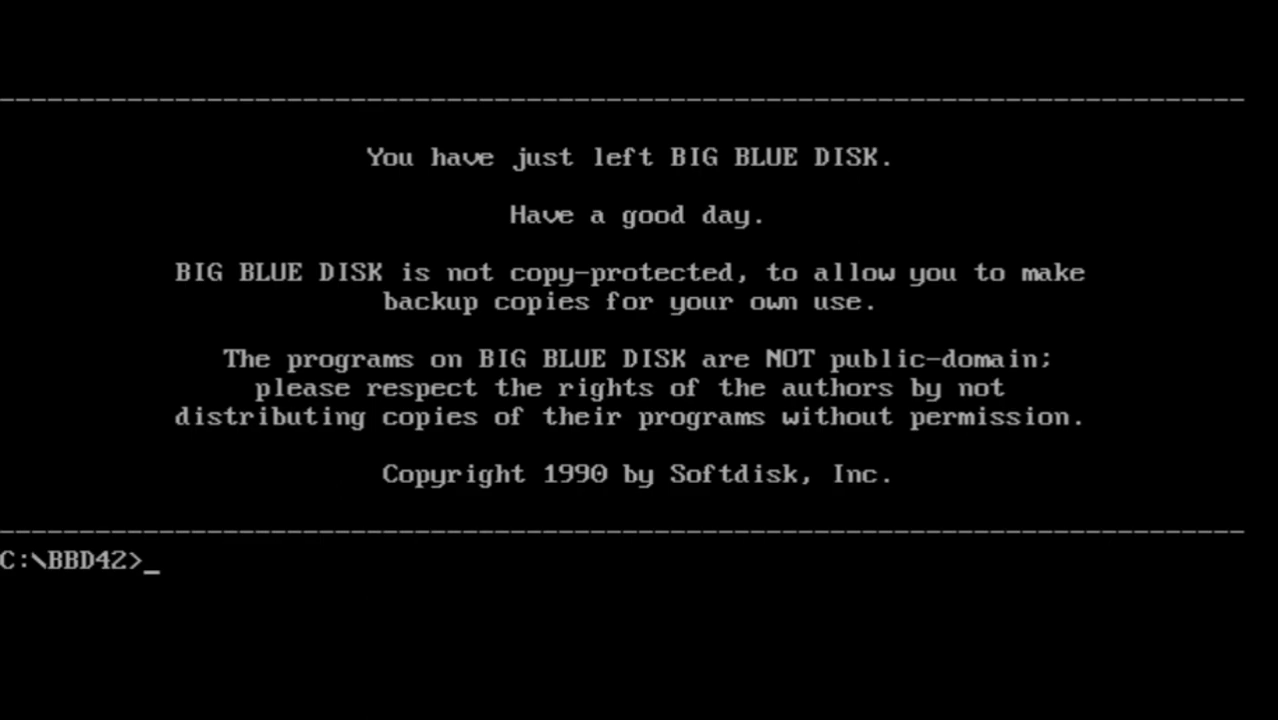 You have just left BIG BLUE DISK.
Have a good day.
BIG BLUE DISK is not copy-protected, to allow you to make
backup copies for your own use.
The programs on BIG BLUE DISK are NOT public-domain;
please respect the rights of the authors by not
distributing copies of their programs without permission.
Copyright 1990 by Softdisk, Inc.
C:\BBD42>_